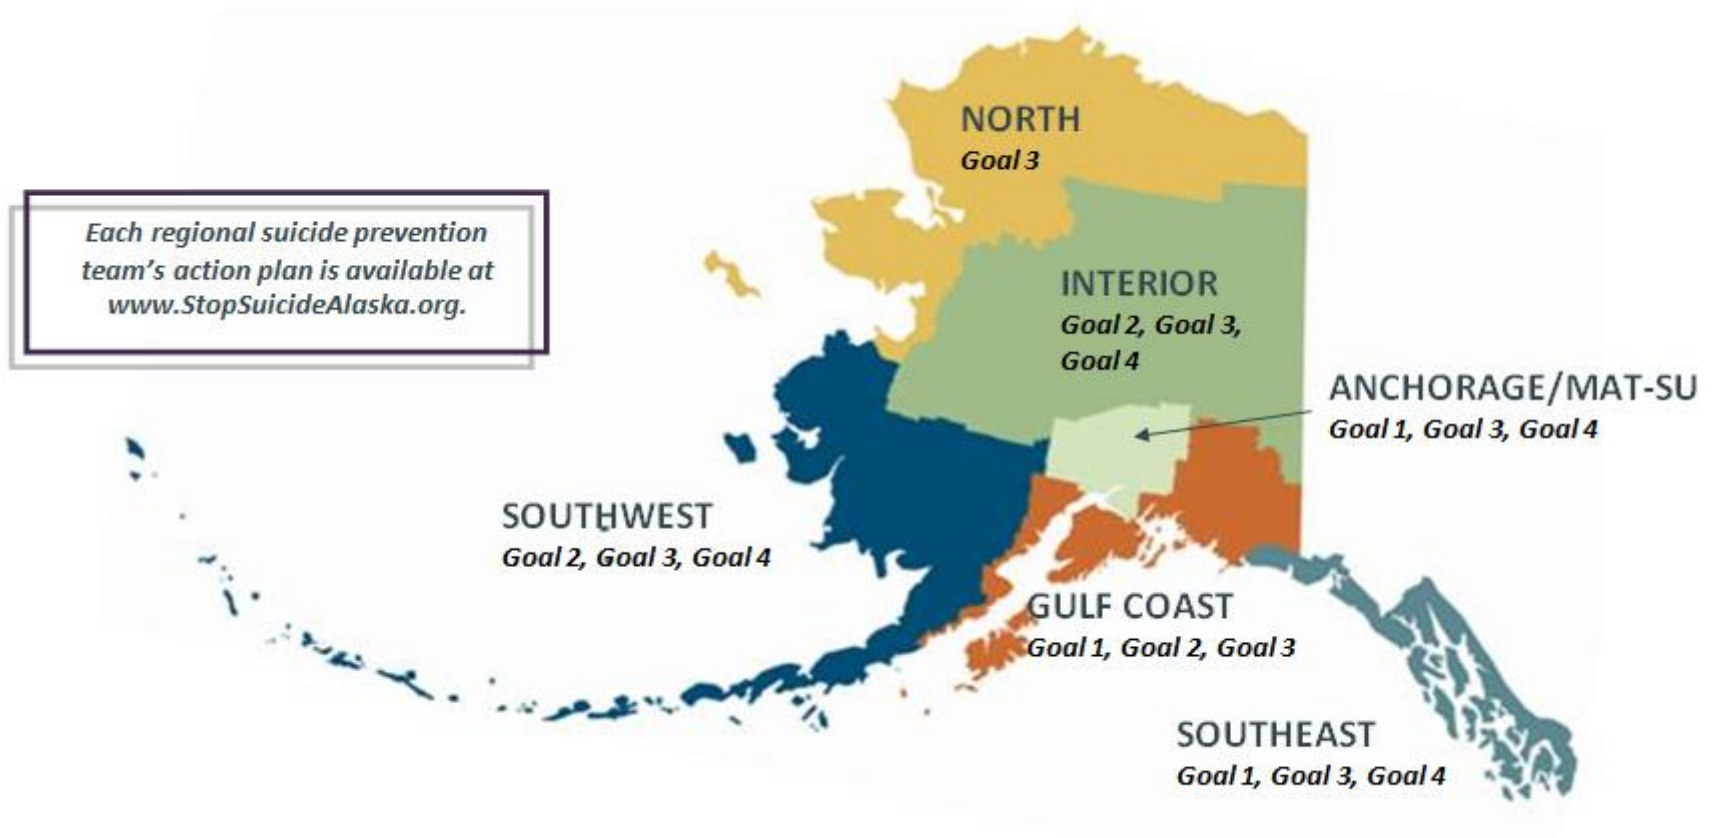 NORTH
Goal 3
Each regional suicide prevention
team's action plan is available at
www.StopSuicideAlaska.org.
INTERIOR
Goal 2, Goal 3,
Goal 4
ANCHORAGE/MAT-SU
Goal 1, Goal 3, Goal 4
SOUTHWEST
Goal 2, Goal 3, Goal 4
GULF COAST
Goal 1, Goal 2, Goal 3
SOUTHEAST
Goal 1, Goal 3, Goal 4